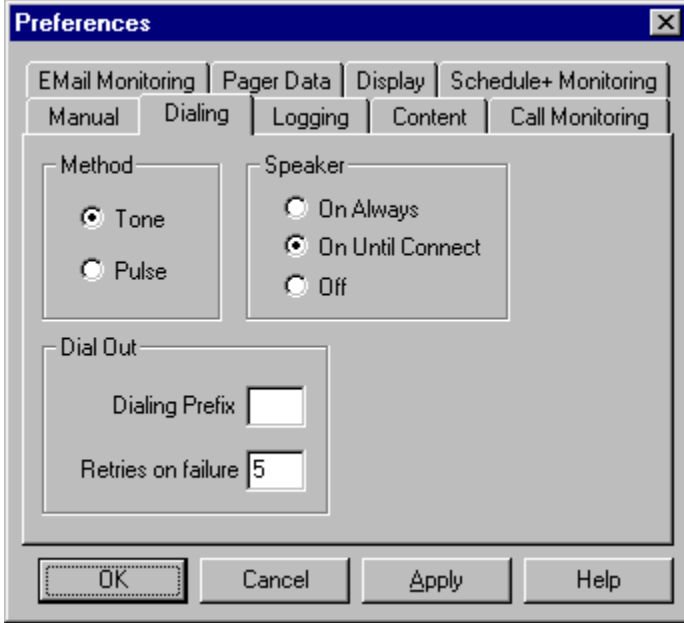 Preferences
EMail Monitoring Pager Data Display Schedule+ Monitoring
Manual Dialing Logging Content Call Monitoring
Method Speaker
Tone On Always
On Until Connect
Pulse
Off
Dial Out
Dialing Prefix
Retries on failure 5
OK Cancel Apply Help